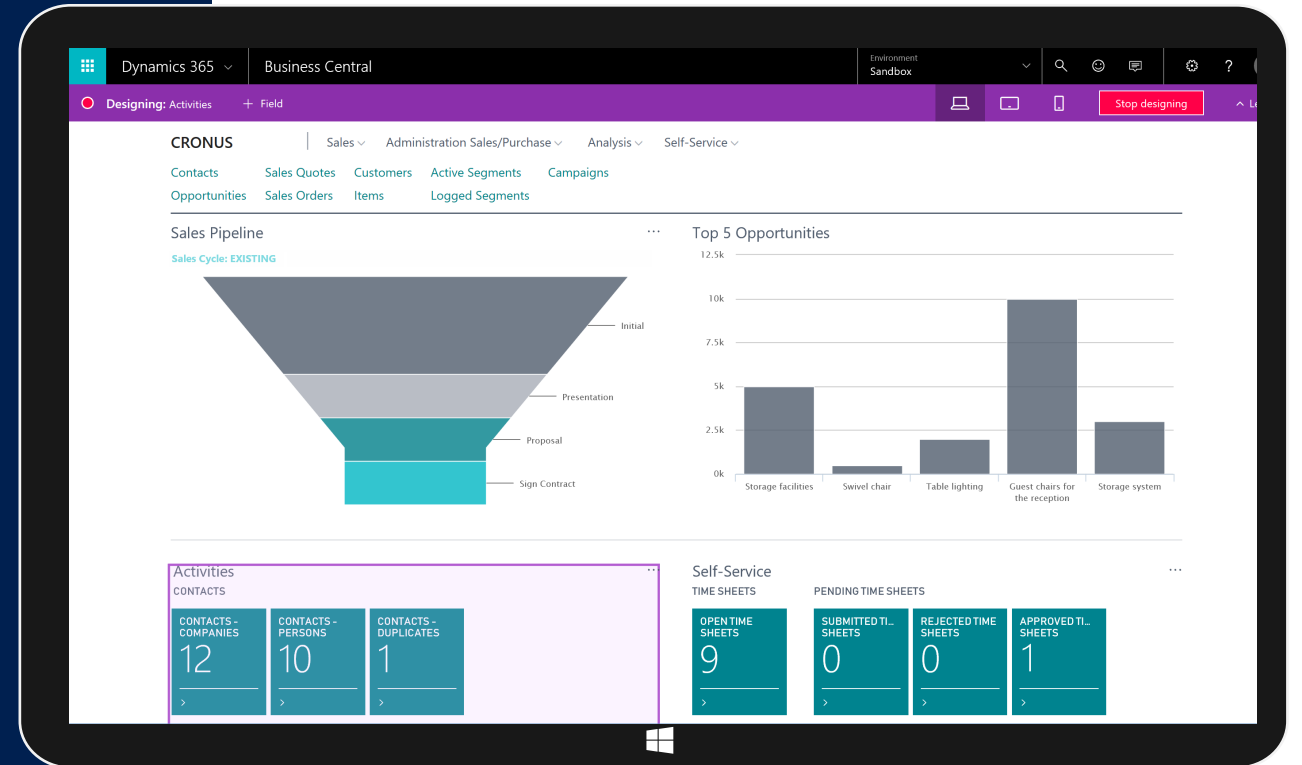 Dynamics 365 Business Central
Environment
Sandbox
?
Designing: Activities + Field
Stop designing
CRONUS Sales Administration Sales/Purchase Analysis Self-Service
Contacts Sales Quotes Customers Active Segments Campaigns
Opportunities Sales Orders Items Logged Segments
Sales Pipeline ...
Sales Cycle: EXISTING
Initial
Presentation
Proposal
Sign Contract
Top 5 Opportunities
12.5k
10k
7.5k
5k
2.5k
0k
Storage facilities Swivel chair Table lighting Guest chairs for Storage system
the reception
Activities ...
CONTACTS
CONTACTS - CONTACTS - CONTACTS -
COMPANIES PERSONS DUPLICATES
12 10 1
Self-Service ...
TIME SHEETS PENDING TIME SHEETS
OPEN TIME SUBMITTED TI... REJECTED TIME APPROVED TI...
SHEETS SHEETS SHEETS SHEETS
9 0 0 1